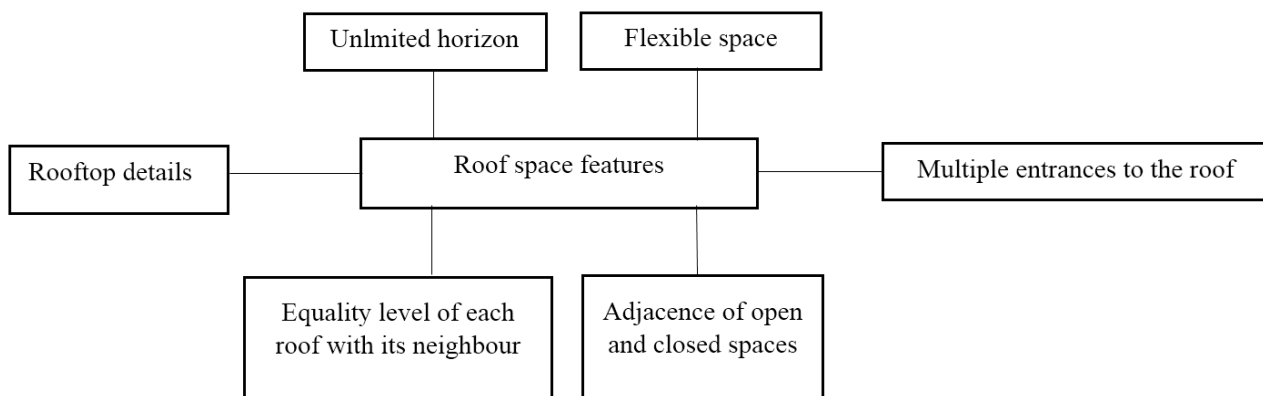 Unlmited horizon
Flexible space
Rooftop details
Roof space features
Multiple entrances to the roof
Equality level of each
roof with its neighbour
Adjacence of open
and closed spaces